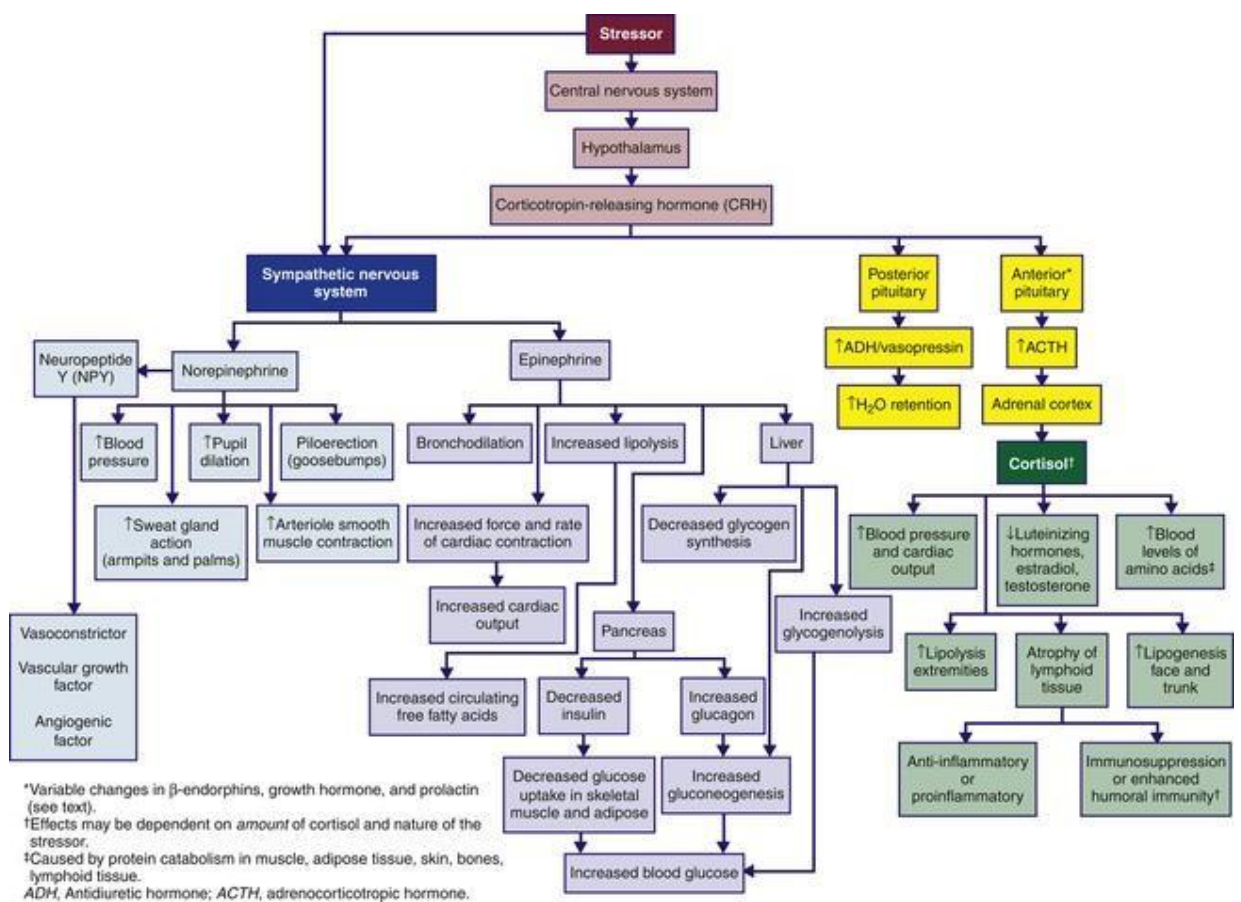 Stressor
Central nervous system
Hypothalamus
Corticotropin-releasing hormone (CRH)
Sympathetic nervous
system
Posterior
pituitary
Anterior*
pituitary
Neuropeptide
Y (NPY)
Norepinephrine
Epinephrine
↑ADH/vasopressin
↑ACTH
↑H₂O retention
Adrenal cortex
↑Blood
pressure
↑Pupil
dilation
Piloerection
(goosebumps)
Bronchodilation
Increased lipolysis
Liver
Cortisol†
↑Sweat gland
action
(armpits and palms)
↑Arteriole smooth
muscle contraction
Increased force and rate
of cardiac contraction
Decreased glycogen
synthesis
↑Blood pressure
and cardiac
output
↓Luteinizing
hormones,
estradiol,
testosterone
↑Blood
levels of
amino acids‡
Increased cardiac
output
Pancreas
Increased
glycogenolysis
Vasoconstrictor
Vascular growth
factor
Angiogenic
factor
↑Lipolysis
extremities
Atrophy of
lymphoid
tissue
↑Lipogenesis
face and
trunk
Increased circulating
free fatty acids
Decreased
insulin
Increased
glucagon
Decreased glucose
uptake in skeletal
muscle and adipose
Increased
gluconeogenesis
Anti-inflammatory
or
proinflammatory
Immunosuppression
or enhanced
humoral immunity†
Increased blood glucose
*Variable changes in β-endorphins, growth hormone, and prolactin
(see text).
†Effects may be dependent on amount of cortisol and nature of the
stressor.
‡Caused by protein catabolism in muscle, adipose tissue, skin, bones,
lymphoid tissue.
ADH, Antidiuretic hormone; ACTH, adrenocorticotropic hormone.